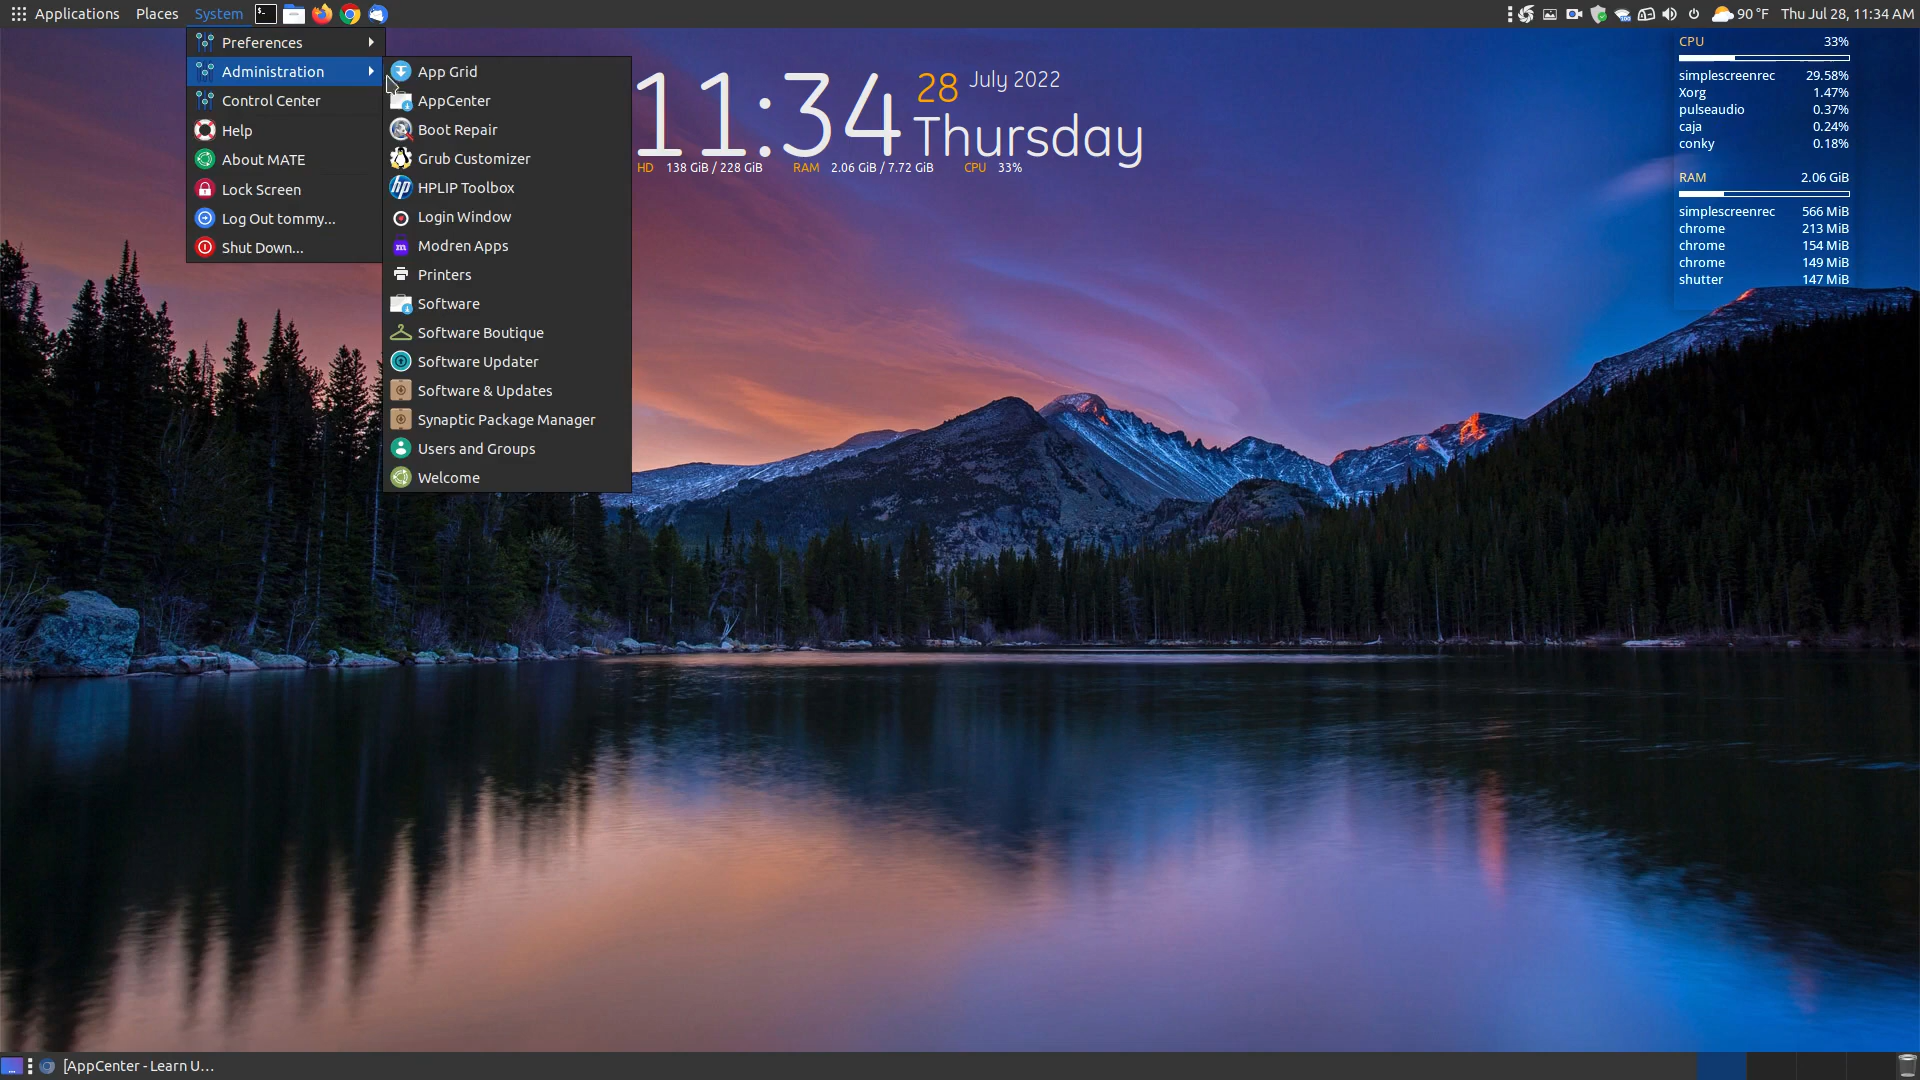 Applications Places System 90 °F Thu Jul 28, 11:34 AM
Preferences
Administration
Control Center
Help
About MATE
Lock Screen
Log Out tommy...
Shut Down...
App Grid
AppCenter
Boot Repair
Grub Customizer
HPLIP Toolbox
Login Window
Modren Apps
Printers
Software
Software Boutique
Software Updater
Software & Updates
Synaptic Package Manager
Users and Groups
Welcome
11:34 28 July 2022
Thursday
HD 138 GiB / 228 GiB RAM 2.06 GiB / 7.72 GiB CPU 33%
CPU 33%
simplescreenrec 29.58%
Xorg 1.47%
pulseaudio 0.37%
caja 0.24%
conky 0.18%
RAM 2.06 GiB
simplescreenrec 566 MiB
chrome 213 MiB
chrome 154 MiB
chrome 149 MiB
shutter 147 MiB
[AppCenter - Learn U...